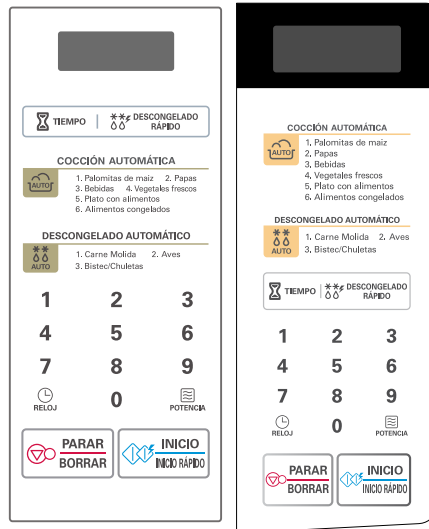 TIEMPO
DESCONGELADO
RÁPIDO
COCCIÓN AUTOMÁTICA
AUTO
1. Palomitas de maiz 2. Papas
3. Bebidas 4. Vegetales frescos
5. Plato con alimentos
6. Alimentos congelados
DESCONGELADO AUTOMÁTICO
AUTO
1. Carne Molida 2. Aves
3. Bistec/Chuletas
1 2 3
4 5 6
7 8 9
0
RELOJ POTENCIA
PARAR
BORRAR
INICIO
INICIO RÁPIDO
COCCIÓN AUTOMÁTICA
AUTO
1. Palomitas de maiz
2. Papas
3. Bebidas
4. Vegetales frescos
5. Plato con alimentos
6. Alimentos congelados
DESCONGELADO AUTOMÁTICO
AUTO
1. Carne Molida 2. Aves
3. Bistec/Chuletas
TIEMPO
DESCONGELADO
RÁPIDO
1 2 3
4 5 6
7 8 9
0
RELOJ POTENCIA
PARAR
BORRAR
INICIO
INICIO RÁPIDO